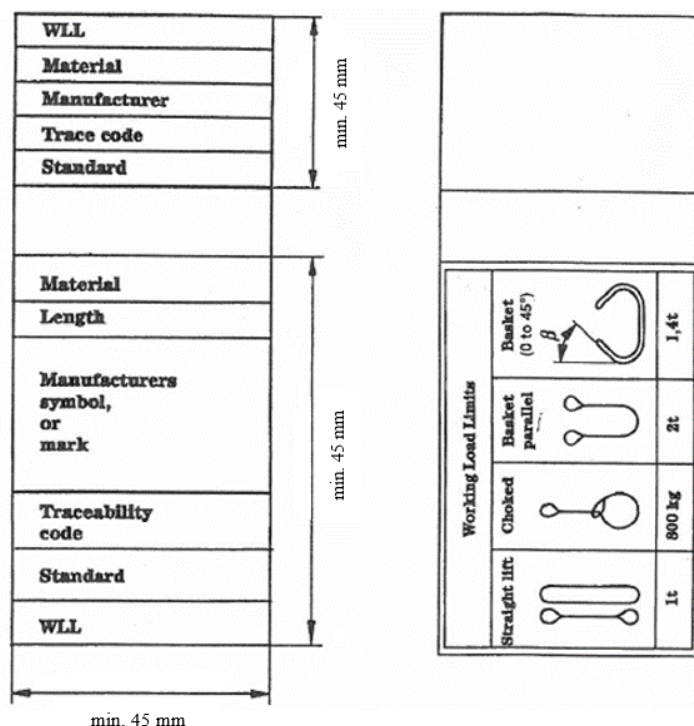 WLL
Material
Manufacturer
Trace code
Standard
min. 45 mm
Material
Length
Manufacturers
symbol,
or
mark
Traceability
code
Standard
WLL
min. 45 mm
min. 45 mm
Working Load Limits
Straight lift
1t
Choked
800 kg
Basket
parallel
2t
Basket
(0 to 45°)
β
1,4t